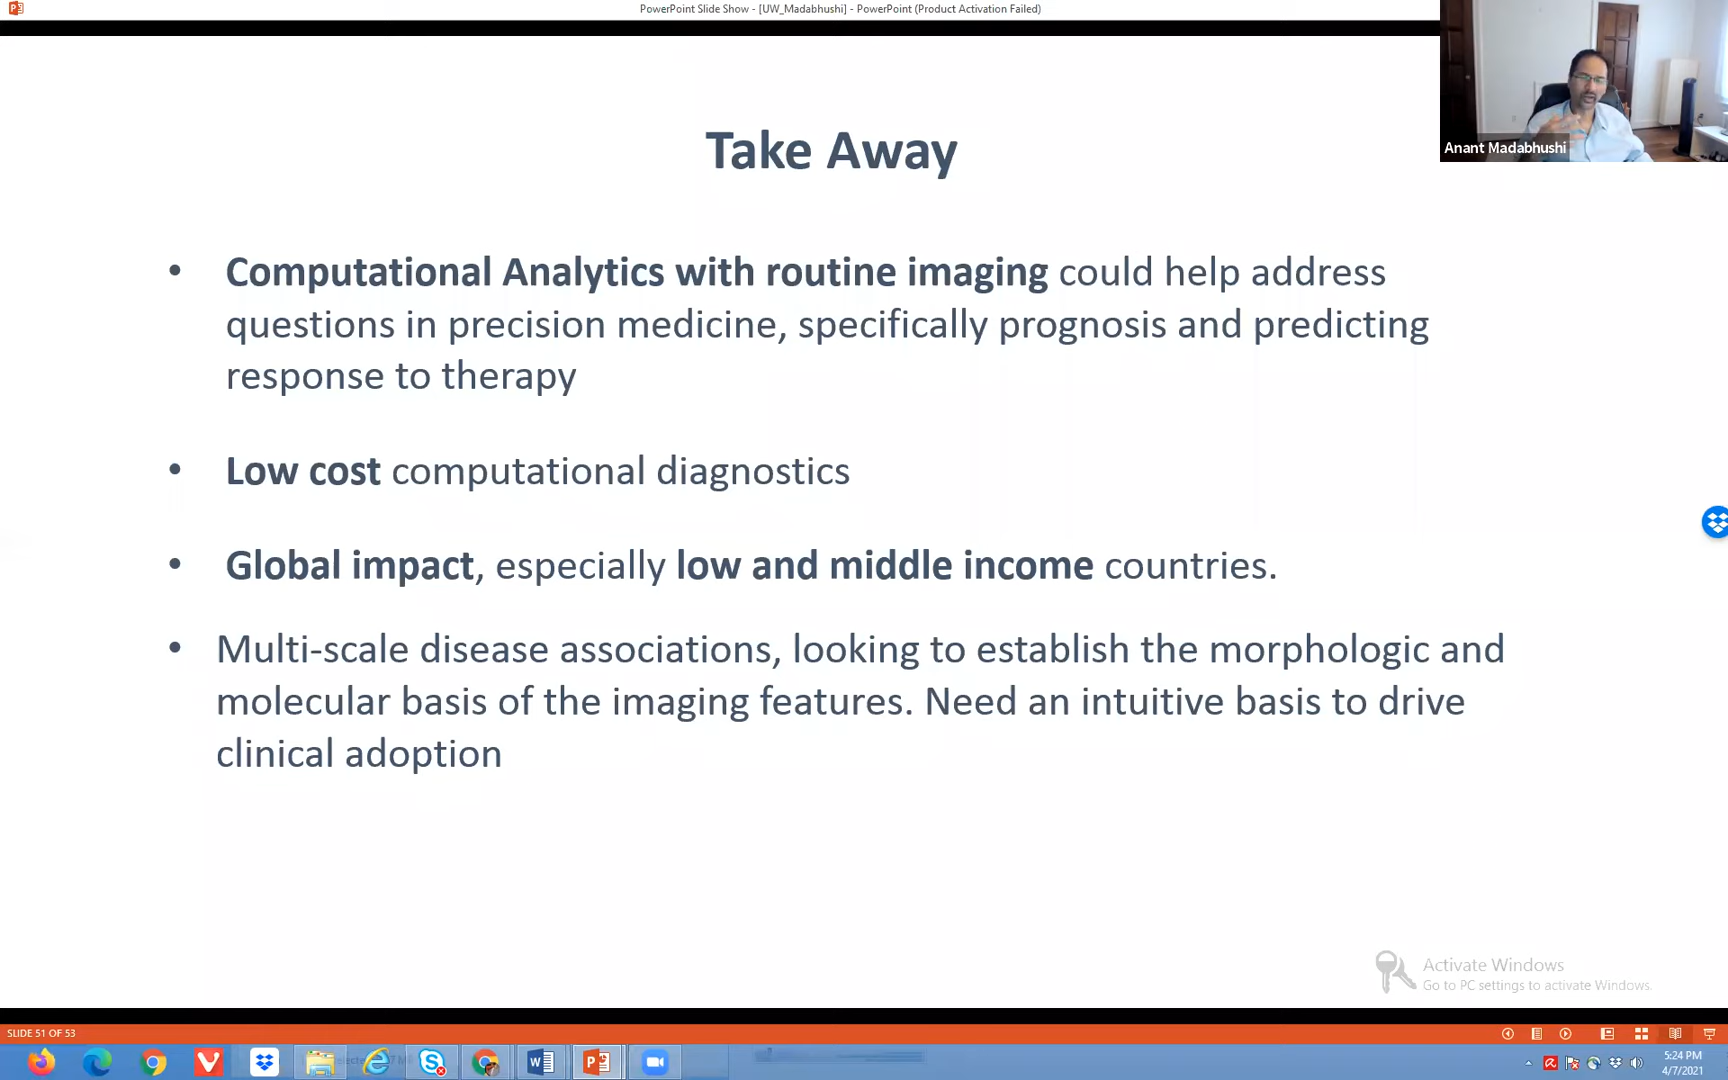 PowerPoint Slide Show - [UW_Madabhushi] - PowerPoint (Product Activation Failed)
Anant Madabhushi
Take Away
• Computational Analytics with routine imaging could help address
questions in precision medicine, specifically prognosis and predicting
response to therapy
• Low cost computational diagnostics
• Global impact, especially low and middle income countries.
• Multi-scale disease associations, looking to establish the morphologic and
molecular basis of the imaging features. Need an intuitive basis to drive
clinical adoption
Activate Windows
Go to PC settings to activate Windows.
SLIDE 51 OF 53
5:24 PM
4/7/2021